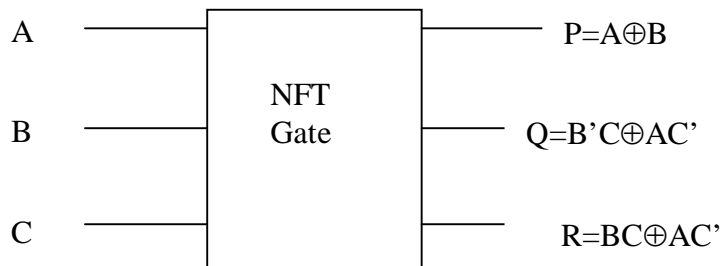 A
P=A⊕B
NFT
Gate
B
Q=B’C⊕AC’
C
R=BC⊕AC’